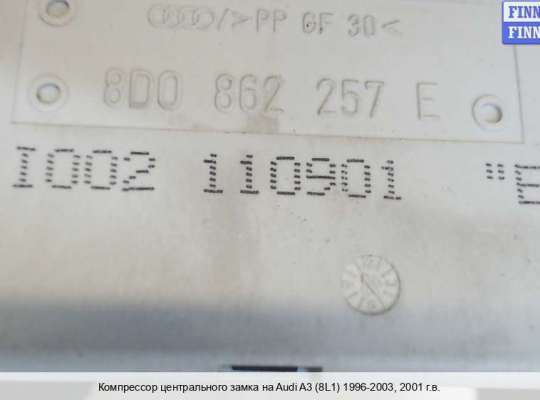 FINN
FINN
/>PP GF 30<
8D0 862 257 E
I002 110901 "E
Компрессор центрального замка на Audi A3 (8L1) 1996-2003, 2001 г.в.